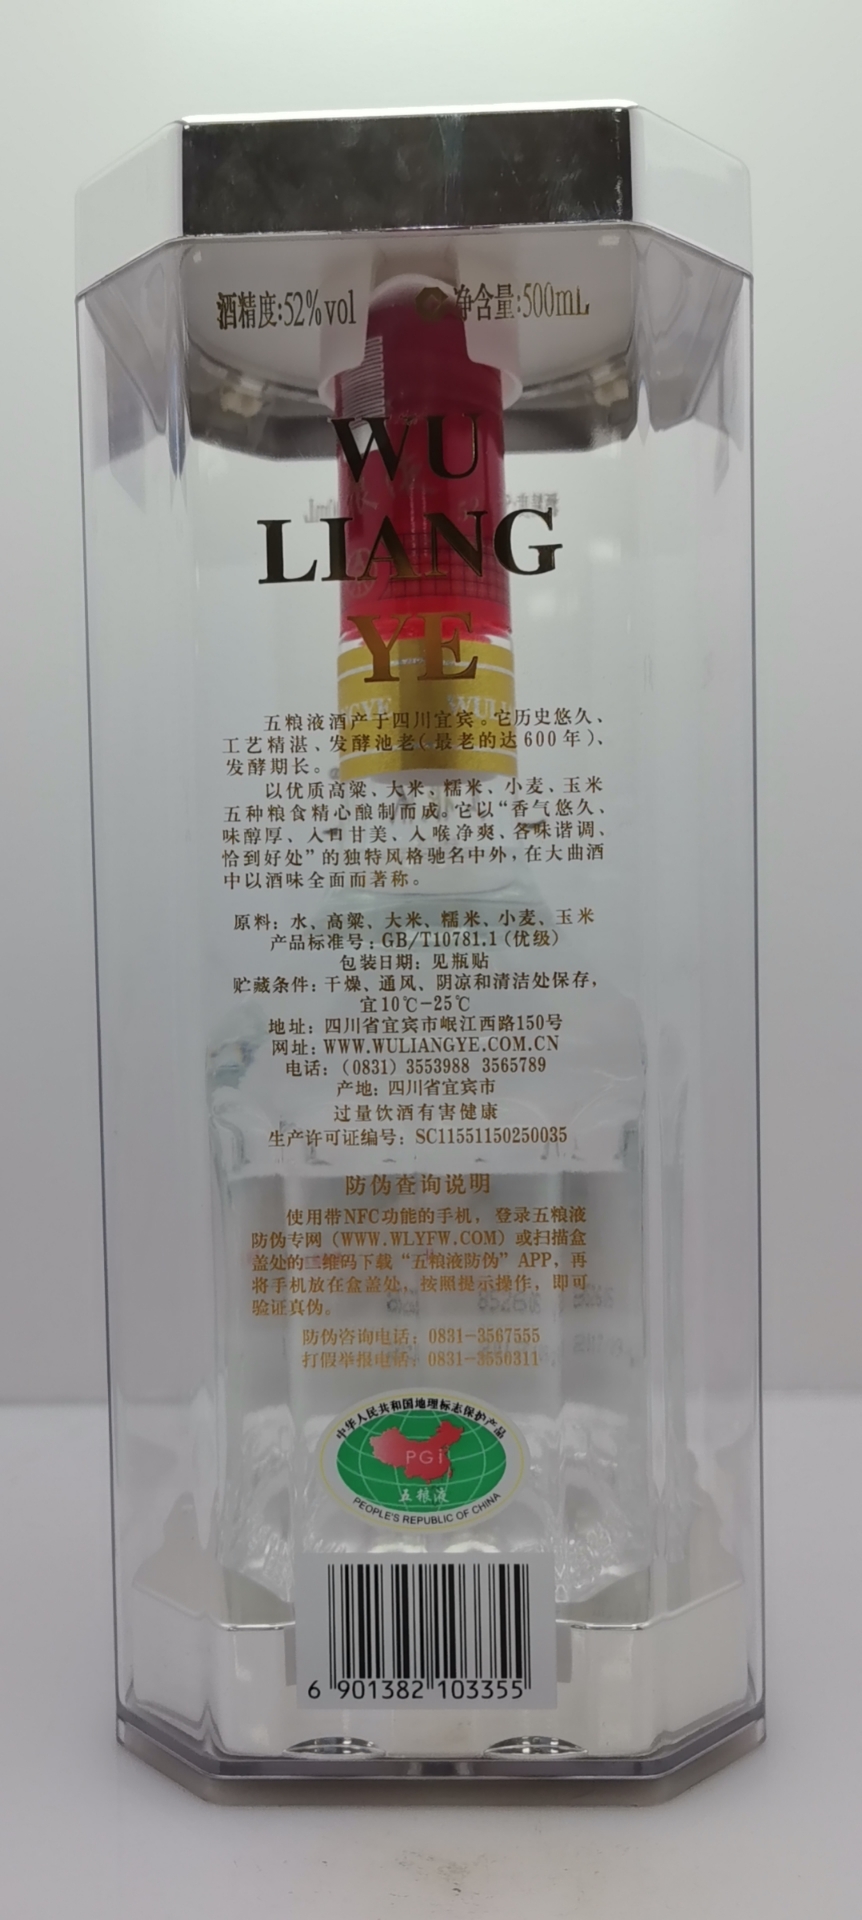 酒精度:52%vol
净含量:500mL
WU
LIANG
YE
五粮液酒产于四川宜宾。它历史悠久、
工艺精湛、发酵池老(最老的达600年)、
发酵期长。
以优质高粱、大米、糯米、小麦、玉米
五种粮食精心酿制而成。它以“香气悠久、
味醇厚、入口甘美、入喉净爽、各味谐调、
恰到好处”的独特风格驰名中外，在大曲酒
中以酒味全面而著称。
原料：水、高粱、大米、糯米、小麦、玉米
产品标准号：GB/T10781.1(优级)
包装日期：见瓶贴
贮藏条件：干燥、通风、阴凉和清洁处保存，
宜10℃-25℃
地址：四川省宜宾市岷江西路150号
网址：WWW.WULIANGYE.COM.CN
电话：(0831) 3553988 3565789
产地：四川省宜宾市
过量饮酒有害健康
生产许可证编号：SC11551150250035
防伪查询说明
使用带NFC功能的手机，登录五粮液
防伪专网（WWW.WLYFW.COM）或扫描盒
盖处的二维码下载“五粮液防伪”APP，再
将手机放在盒盖处，按照提示操作，即可
验证真伪。
防伪咨询电话：0831-3567555
打假举报电话：0831-3550311
中华人民共和国地理标志保护产品
PGI
五粮液
PEOPLE'S REPUBLIC OF CHINA
6 901382 103355